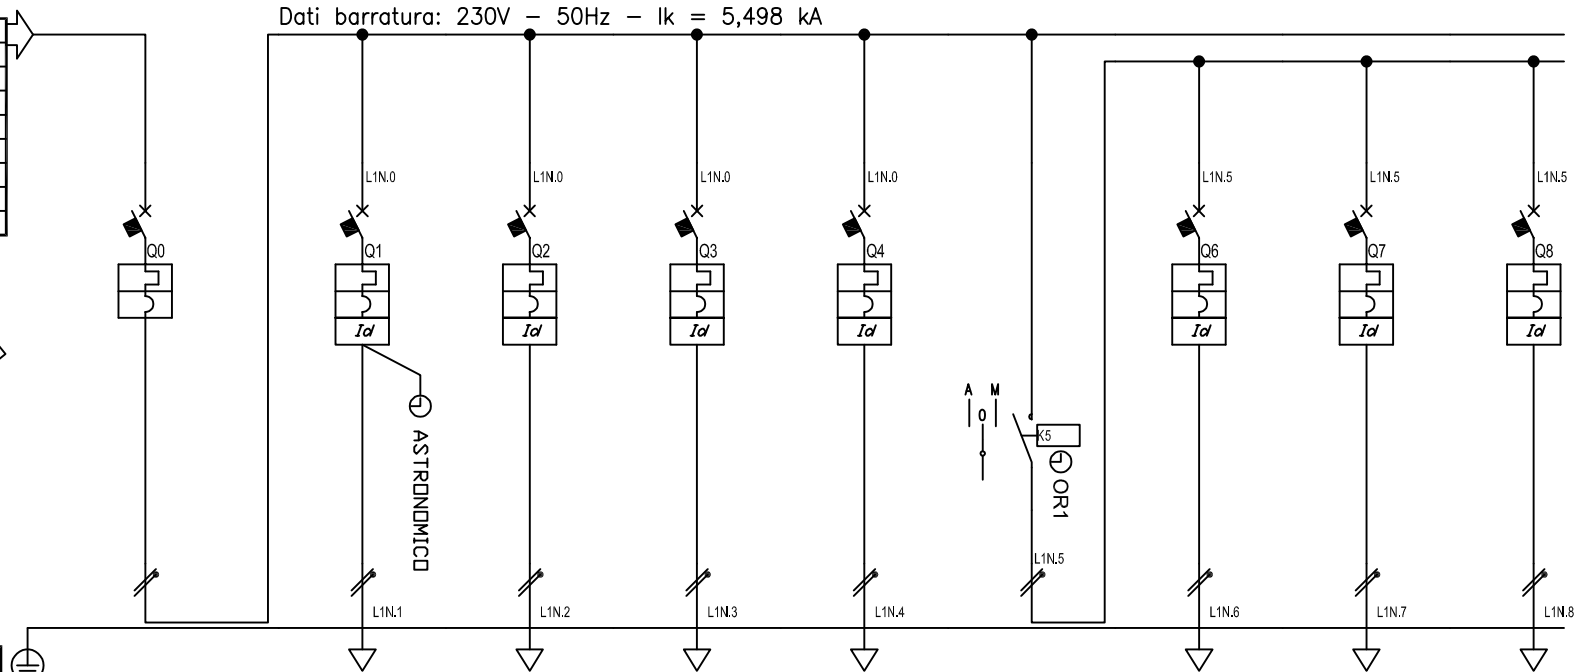 Dati barratura: 230V – 50Hz – Ik = 5,498 kA
L1N.0 L1N.0 L1N.0 L1N.0 L1N.5 L1N.5 L1N.5
Q0 Q1 Q2 Q3 Q4 Q6 Q7 Q8
Id Id Id Id Id Id Id
A 0 M
K5
ASTRONOMICO
OR1
L1N.5
L1N.1 L1N.2 L1N.3 L1N.4 L1N.6 L1N.7 L1N.8